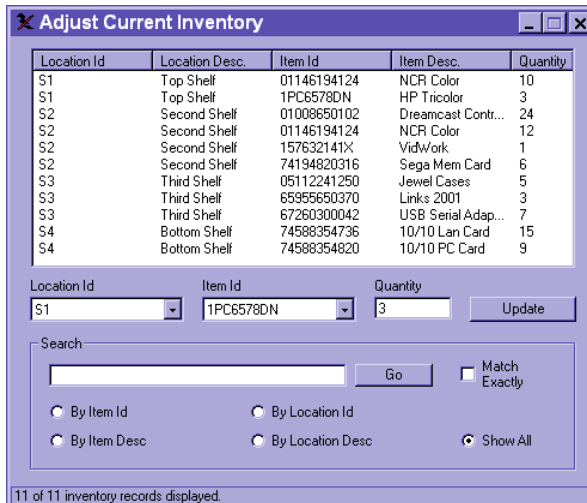 Adjust Current Inventory
Location Id Location Desc. Item Id Item Desc. Quantity
S1 Top Shelf 01146194124 NCR Color 10
S1 Top Shelf 1PC6578DN HP Tricolor 3
S2 Second Shelf 01008650102 Dreamcast Contr... 24
S2 Second Shelf 01146194124 NCR Color 12
S2 Second Shelf 157632141X VidWork 1
S2 Second Shelf 74194820316 Sega Mem Card 6
S3 Third Shelf 05112241250 Jewel Cases 5
S3 Third Shelf 65955650370 Links 2001 3
S3 Third Shelf 67260300042 USB Serial Adap... 7
S4 Bottom Shelf 74588354736 10/10 Lan Card 15
S4 Bottom Shelf 74588354820 10/10 PC Card 9
Location Id Item Id Quantity
S1 1PC6578DN 3 Update
Search
Go Match Exactly
By Item Id By Location Id
By Item Desc By Location Desc Show All
11 of 11 inventory records displayed.